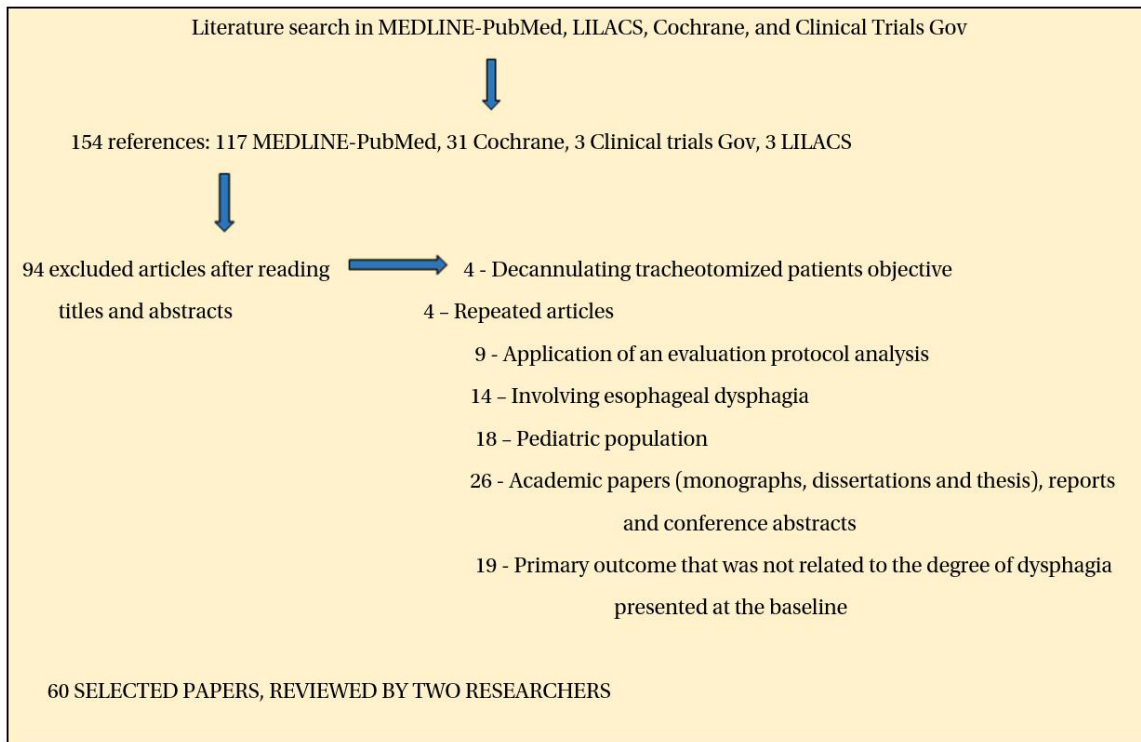 Literature search in MEDLINE-PubMed, LILACS, Cochrane, and Clinical Trials Gov
154 references: 117 MEDLINE-PubMed, 31 Cochrane, 3 Clinical trials Gov, 3 LILACS
94 excluded articles after reading
titles and abstracts
4 - Decannulating tracheotomized patients objective
4 – Repeated articles
9 - Application of an evaluation protocol analysis
14 – Involving esophageal dysphagia
18 – Pediatric population
26 - Academic papers (monographs, dissertations and thesis), reports
and conference abstracts
19 - Primary outcome that was not related to the degree of dysphagia
presented at the baseline
60 SELECTED PAPERS, REVIEWED BY TWO RESEARCHERS